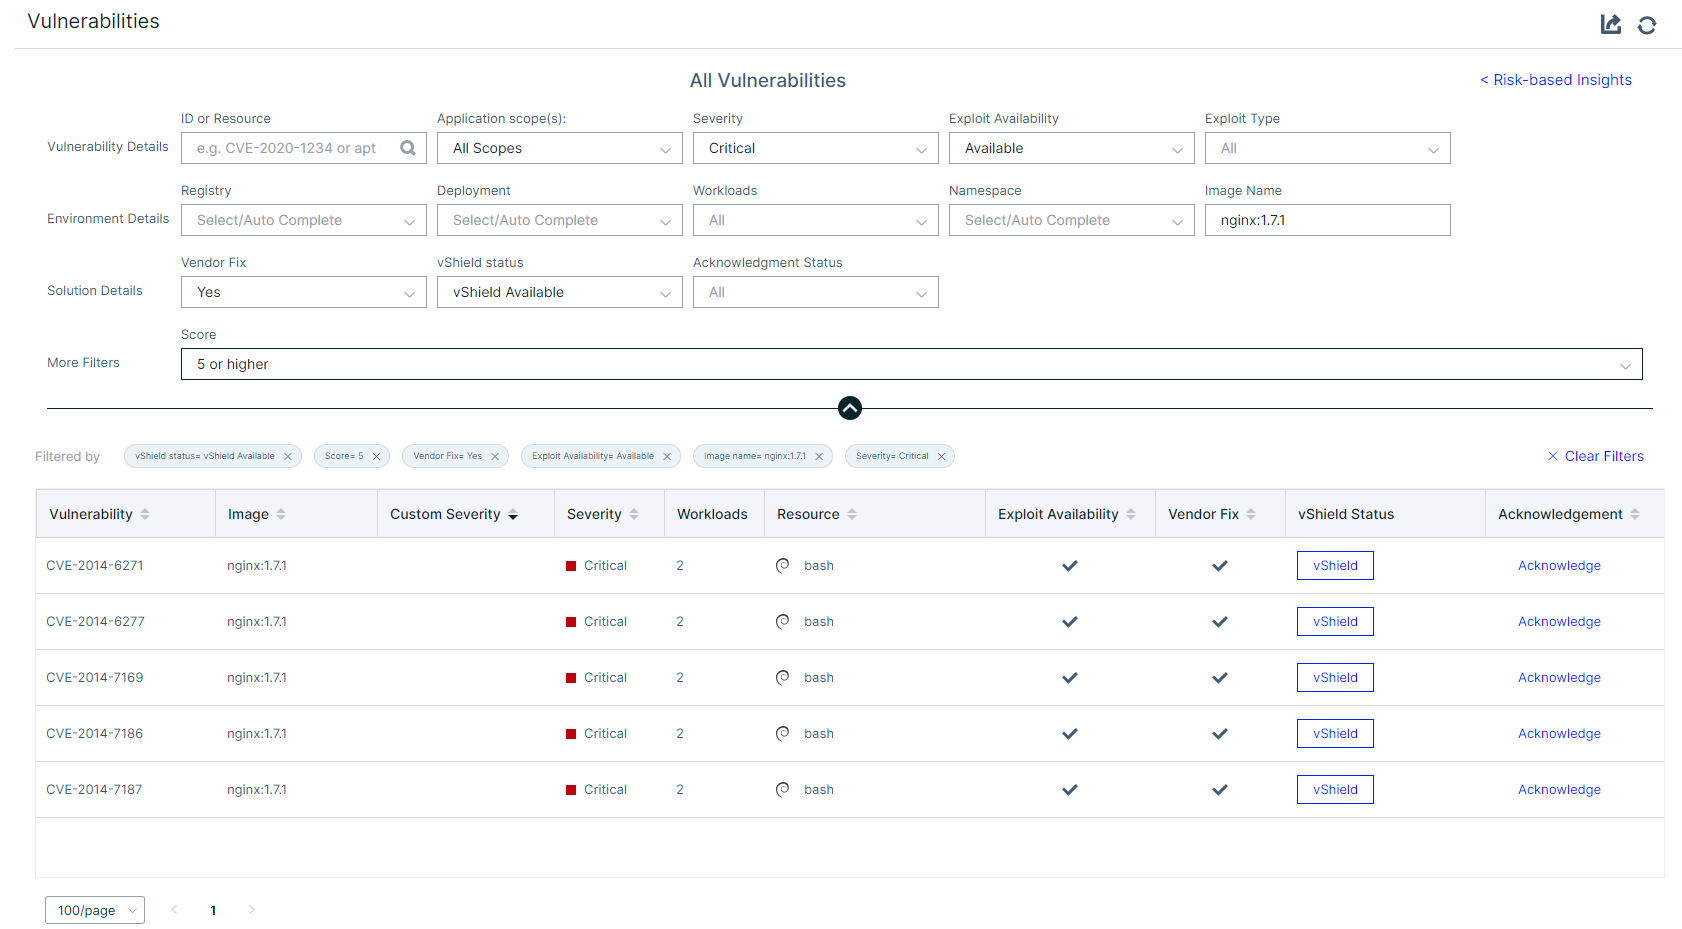 Vulnerabilities
All Vulnerabilities
< Risk-based Insights
Vulnerability Details
ID or Resource
e.g. CVE-2020-1234 or apt
Application scope(s):
All Scopes
Severity
Critical
Exploit Availability
Available
Exploit Type
All
Environment Details
Registry
Select/Auto Complete
Deployment
Select/Auto Complete
Workloads
All
Namespace
Select/Auto Complete
Image Name
nginx:1.7.1
Solution Details
Vendor Fix
Yes
vShield status
vShield Available
Acknowledgment Status
All
More Filters
Score
5 or higher
Filtered by vShield status= vShield Available Score= 5 Vendor Fix= Yes Exploit Availability= Available Image name= nginx:1.7.1 Severity= Critical Clear Filters
Vulnerability Image Custom Severity Severity Workloads Resource Exploit Availability Vendor Fix vShield Status Acknowledgement
CVE-2014-6271 nginx:1.7.1 Critical 2 bash vShield Acknowledge
CVE-2014-6277 nginx:1.7.1 Critical 2 bash vShield Acknowledge
CVE-2014-7169 nginx:1.7.1 Critical 2 bash vShield Acknowledge
CVE-2014-7186 nginx:1.7.1 Critical 2 bash vShield Acknowledge
CVE-2014-7187 nginx:1.7.1 Critical 2 bash vShield Acknowledge
100/page < 1 >